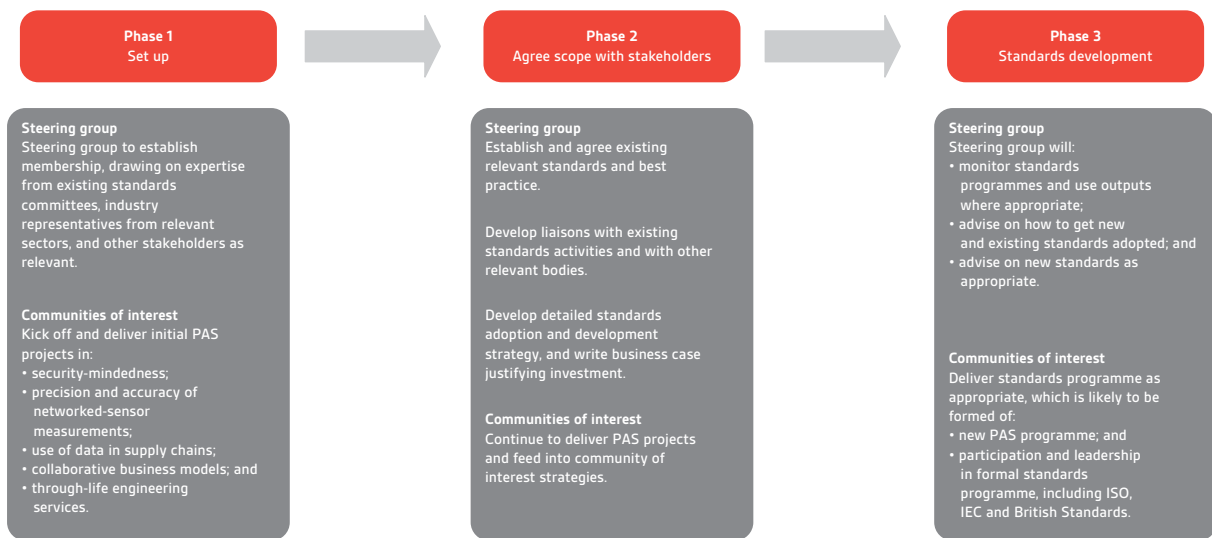 Phase 1
Set up
Phase 2
Agree scope with stakeholders
Phase 3
Standards development
Steering group
Steering group to establish
membership, drawing on expertise
from existing standards
committees, industry
representatives from relevant
sectors, and other stakeholders as
relevant.
Communities of interest
Kick off and deliver initial PAS
projects in:
• security-mindedness;
• precision and accuracy of
networked-sensor
measurements;
• use of data in supply chains;
• collaborative business models; and
• through-life engineering
services.
Steering group
Establish and agree existing
relevant standards and best
practice.
Develop liaisons with existing
standards activities and with other
relevant bodies.
Develop detailed standards
adoption and development
strategy, and write business case
justifying investment.
Communities of interest
Continue to deliver PAS projects
and feed into community of
interest strategies.
Steering group
Steering group will:
• monitor standards
programmes and use outputs
where appropriate;
• advise on how to get new
and existing standards adopted; and
• advise on new standards as
appropriate.
Communities of interest
Deliver standards programme as
appropriate, which is likely to be
formed of:
• new PAS programme; and
• participation and leadership
in formal standards
programme, including ISO,
IEC and British Standards.